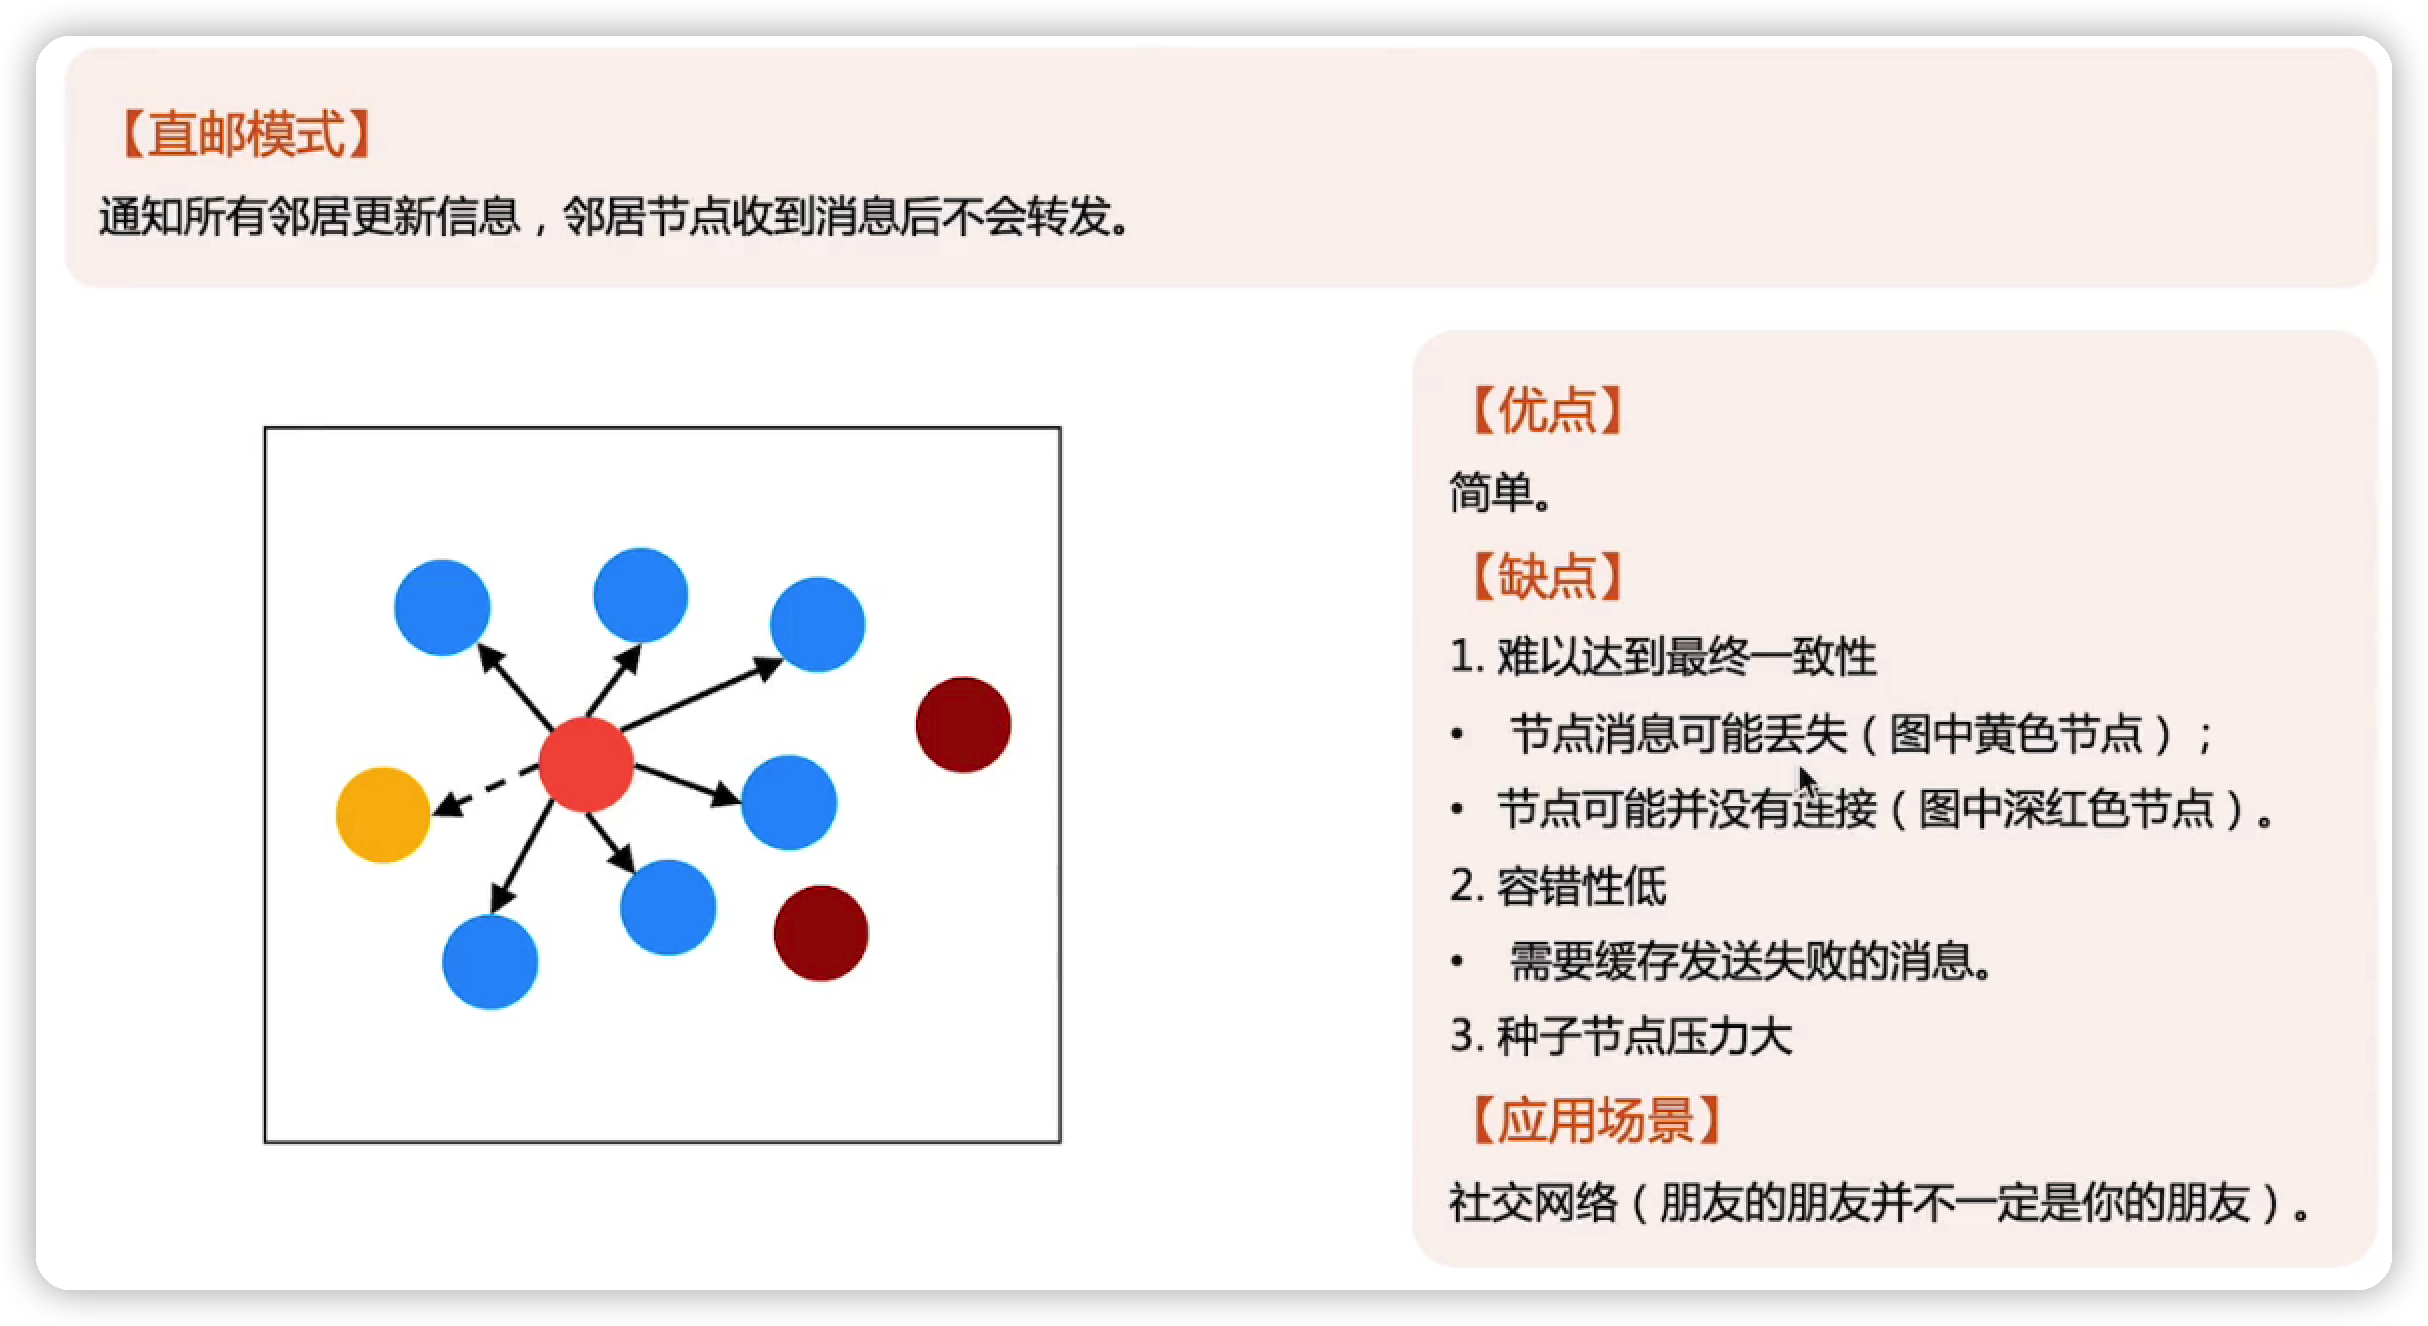 【直邮模式】
通知所有邻居更新信息，邻居节点收到消息后不会转发。
【优点】
简单。
【缺点】
1. 难以达到最终一致性
• 节点消息可能丢失（图中黄色节点）；
• 节点可能并没有连接（图中深红色节点）。
2. 容错性低
• 需要缓存发送失败的消息。
3. 种子节点压力大
【应用场景】
社交网络（朋友的朋友并不一定是你的朋友）。